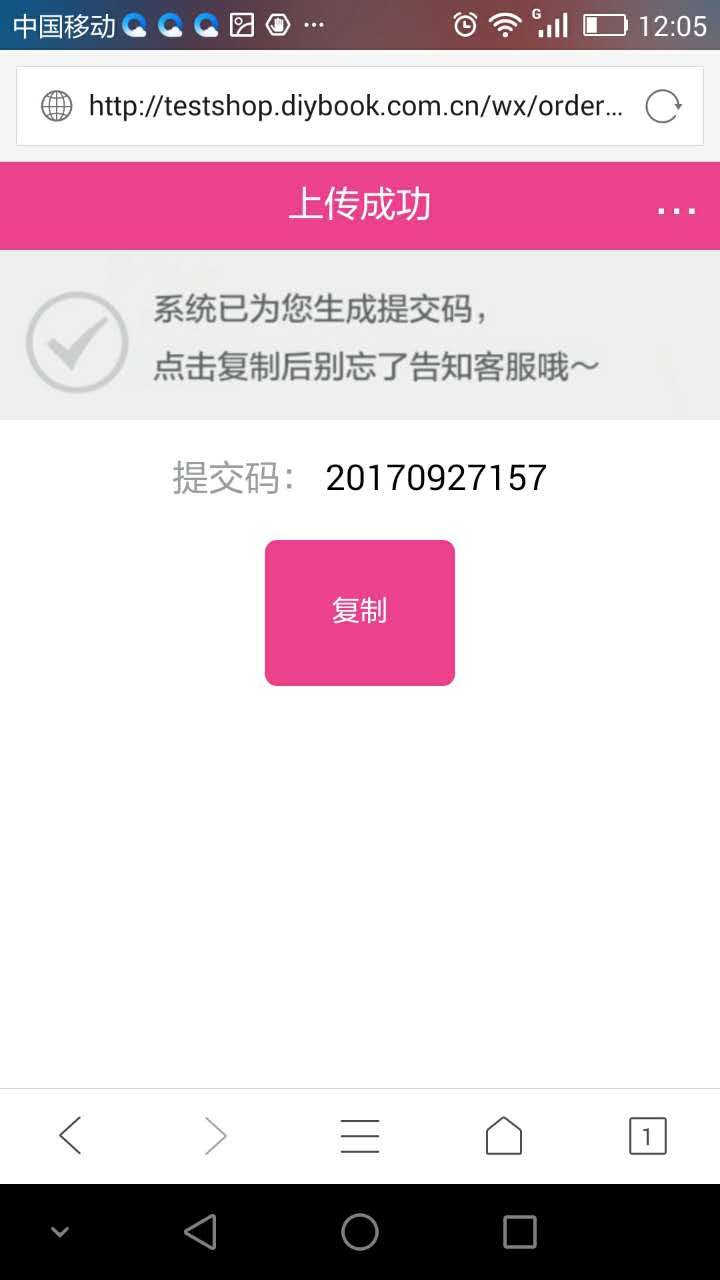 中国移动 ... G 12:05
http://testshop.diybook.com.cn/wx/order...
上传成功 ...
系统已为您生成提交码，
点击复制后别忘了告知客服哦～
提交码： 20170927157
复制
1